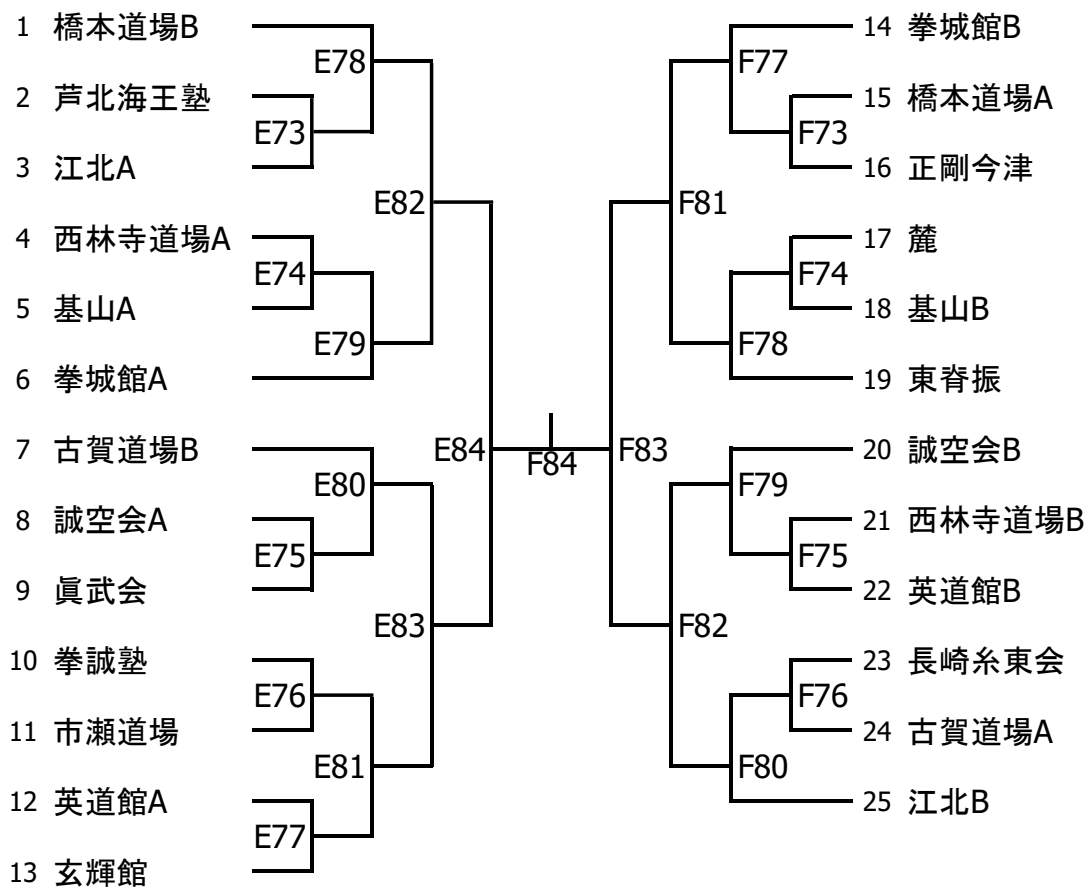 1 橋本道場B
2 芦北海王塾
3 江北A
4 西林寺道場A
5 基山A
6 拳城館A
7 古賀道場B
8 誠空会A
9 眞武会
10 拳誠塾
11 市瀬道場
12 英道館A
13 玄輝館
E78
E73
E82
E74
E79
E84
E80
E75
E83
E76
E81
E77
F84
F77
F73
F81
F74
F78
F83
F79
F75
F82
F76
F80
14 拳城館B
15 橋本道場A
16 正剛今津
17 麓
18 基山B
19 東脊振
20 誠空会B
21 西林寺道場B
22 英道館B
23 長崎糸東会
24 古賀道場A
25 江北B